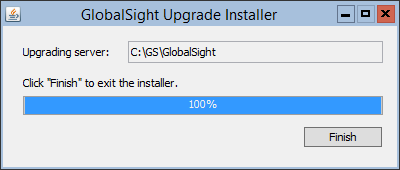 GlobalSight Upgrade Installer
Upgrading server: C:\GS\GlobalSight
Click "Finish" to exit the installer.
100%
Finish